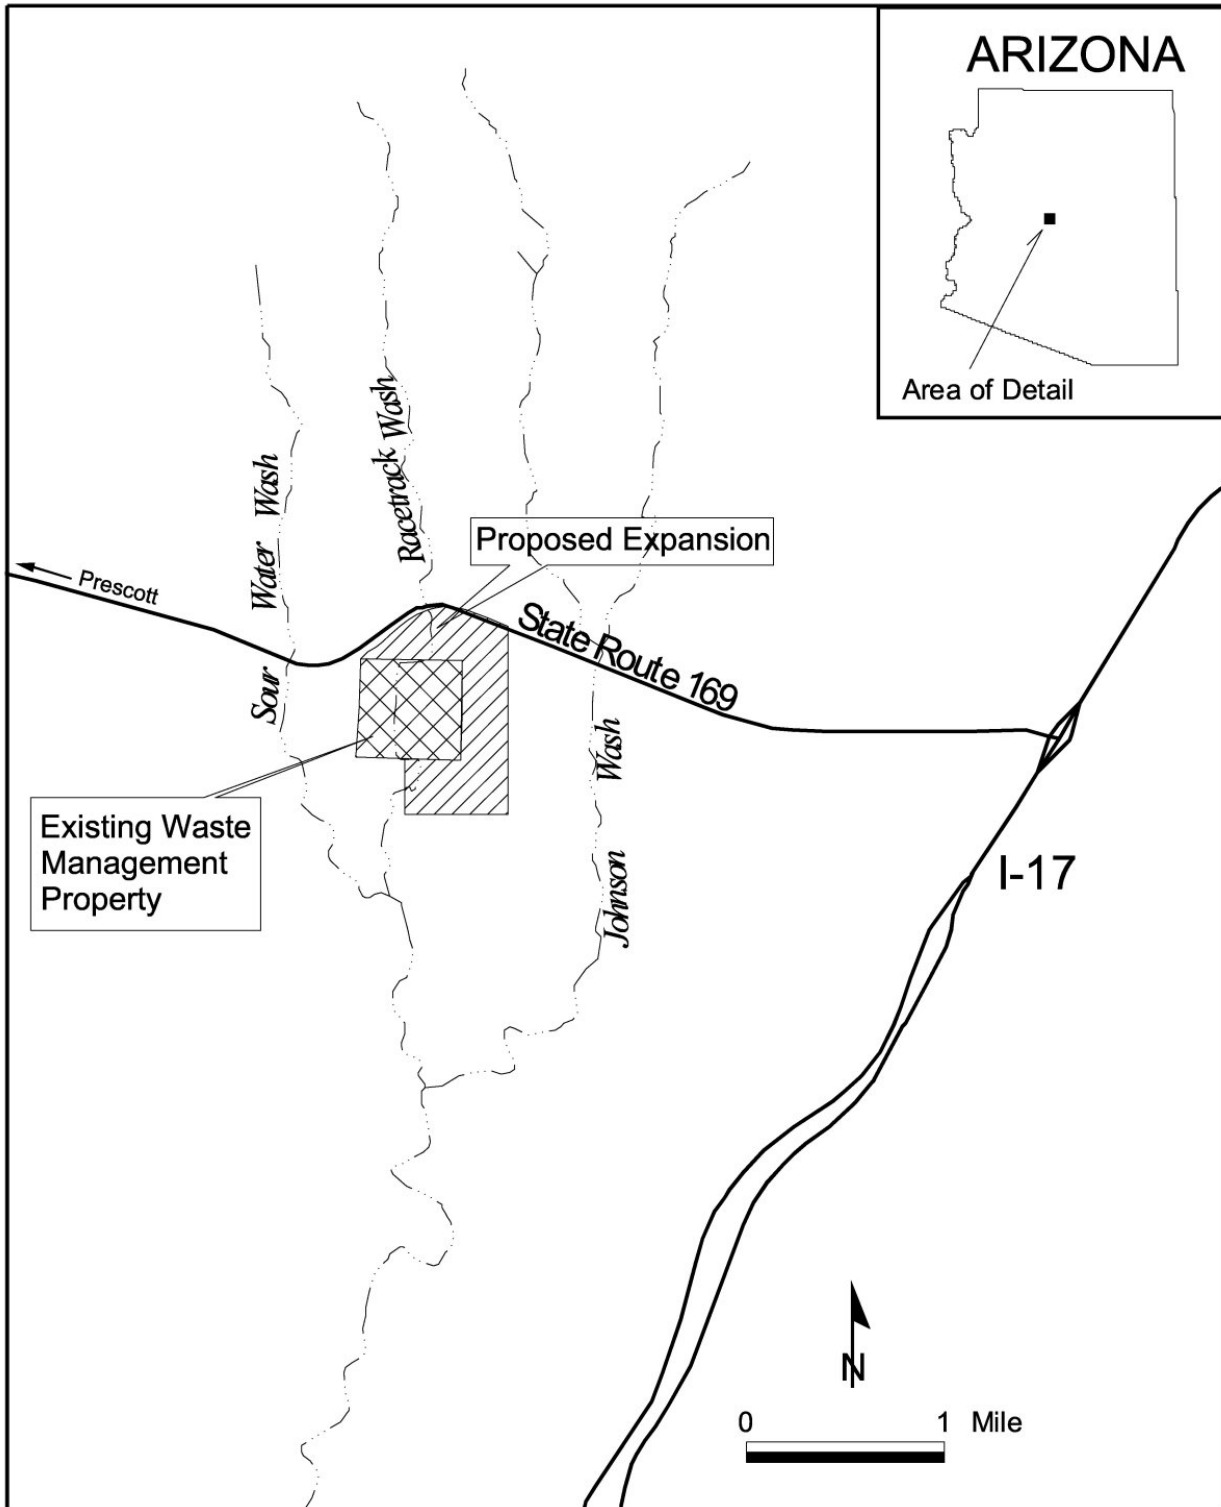 ARIZONA
Area of Detail
Racetrack Wash
Sour Water Wash
Proposed Expansion
Prescott
State Route 169
Johnson Wash
Existing Waste
Management
Property
I-17
N
0 1 Mile